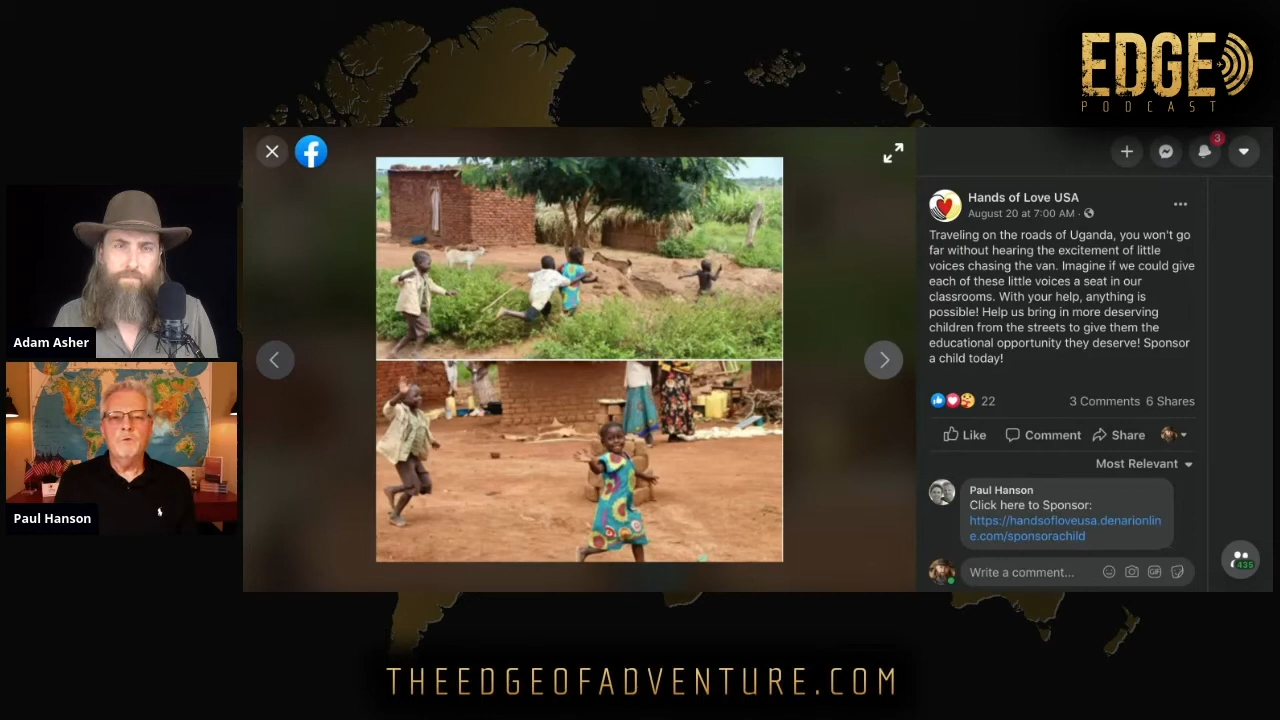 EDGE
PODCAST
3
Hands of Love USA
August 20 at 7:00 AM ·
Traveling on the roads of Uganda, you won't go
far without hearing the excitement of little
voices chasing the van. Imagine if we could give
each of these little voices a seat in our
classrooms. With your help, anything is
possible! Help us bring in more deserving
children from the streets to give them the
educational opportunity they deserve! Sponsor
a child today!
22
3 Comments 6 Shares
Like Comment Share
Most Relevant
Paul Hanson
Click here to Sponsor:
https://handsofloveusa.denarionlin
e.com/sponsorachild
Write a comment...
GIF
435
Adam Asher
Paul Hanson
THEEDGEOFADVENTURE.COM